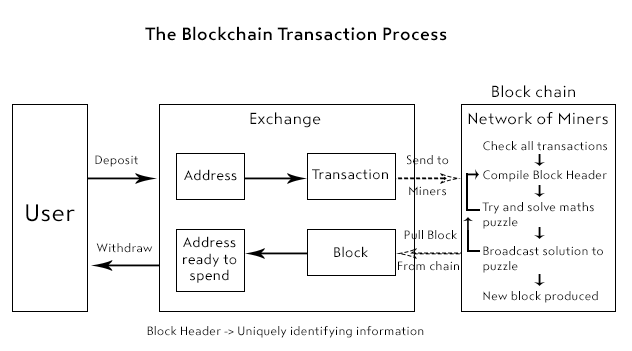 The Blockchain Transaction Process
Block chain
User
Deposit
Withdraw
Exchange
Address
Transaction
Send to
Miners
Address
ready to
spend
Block
Pull Block
From chain
Network of Miners
Check all transactions
Compile Block Header
Try and solve maths
puzzle
Broadcast solution to
puzzle
New block produced
Block Header -> Uniquely identifying information